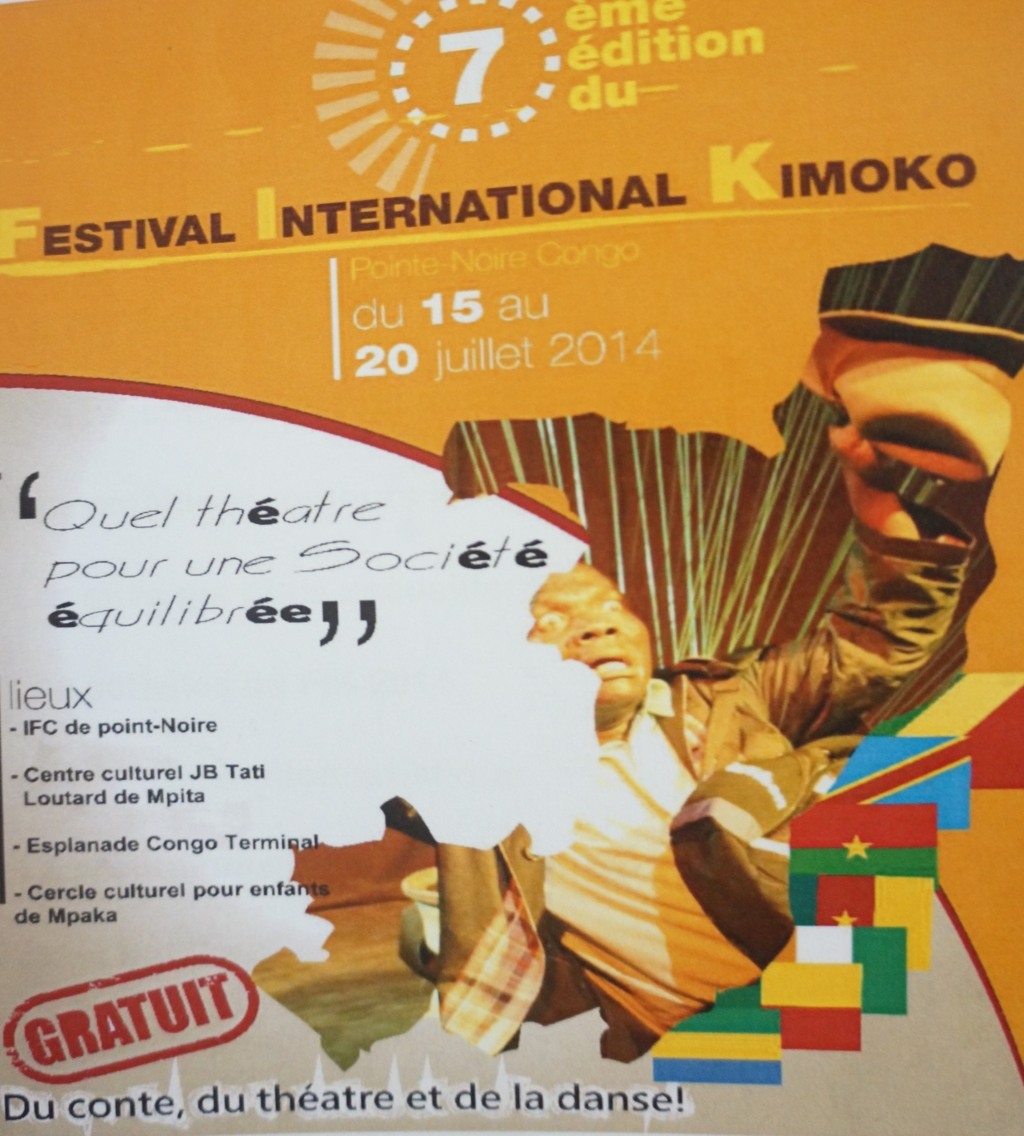 7
ème
édition
du
FESTIVAL INTERNATIONAL KIMOKO
Pointe-Noire Congo
du 15 au
20 juillet 2014
‘Quel théatre
pour une Société
équilibrée,,
lieux
- IFC de point-Noire
- Centre culturel JB Tati
Loutard de Mpita
- Esplanade Congo Terminal
- Cercle culturel pour enfants
de Mpaka
GRATUIT
Du conte, du théatre et de la danse!